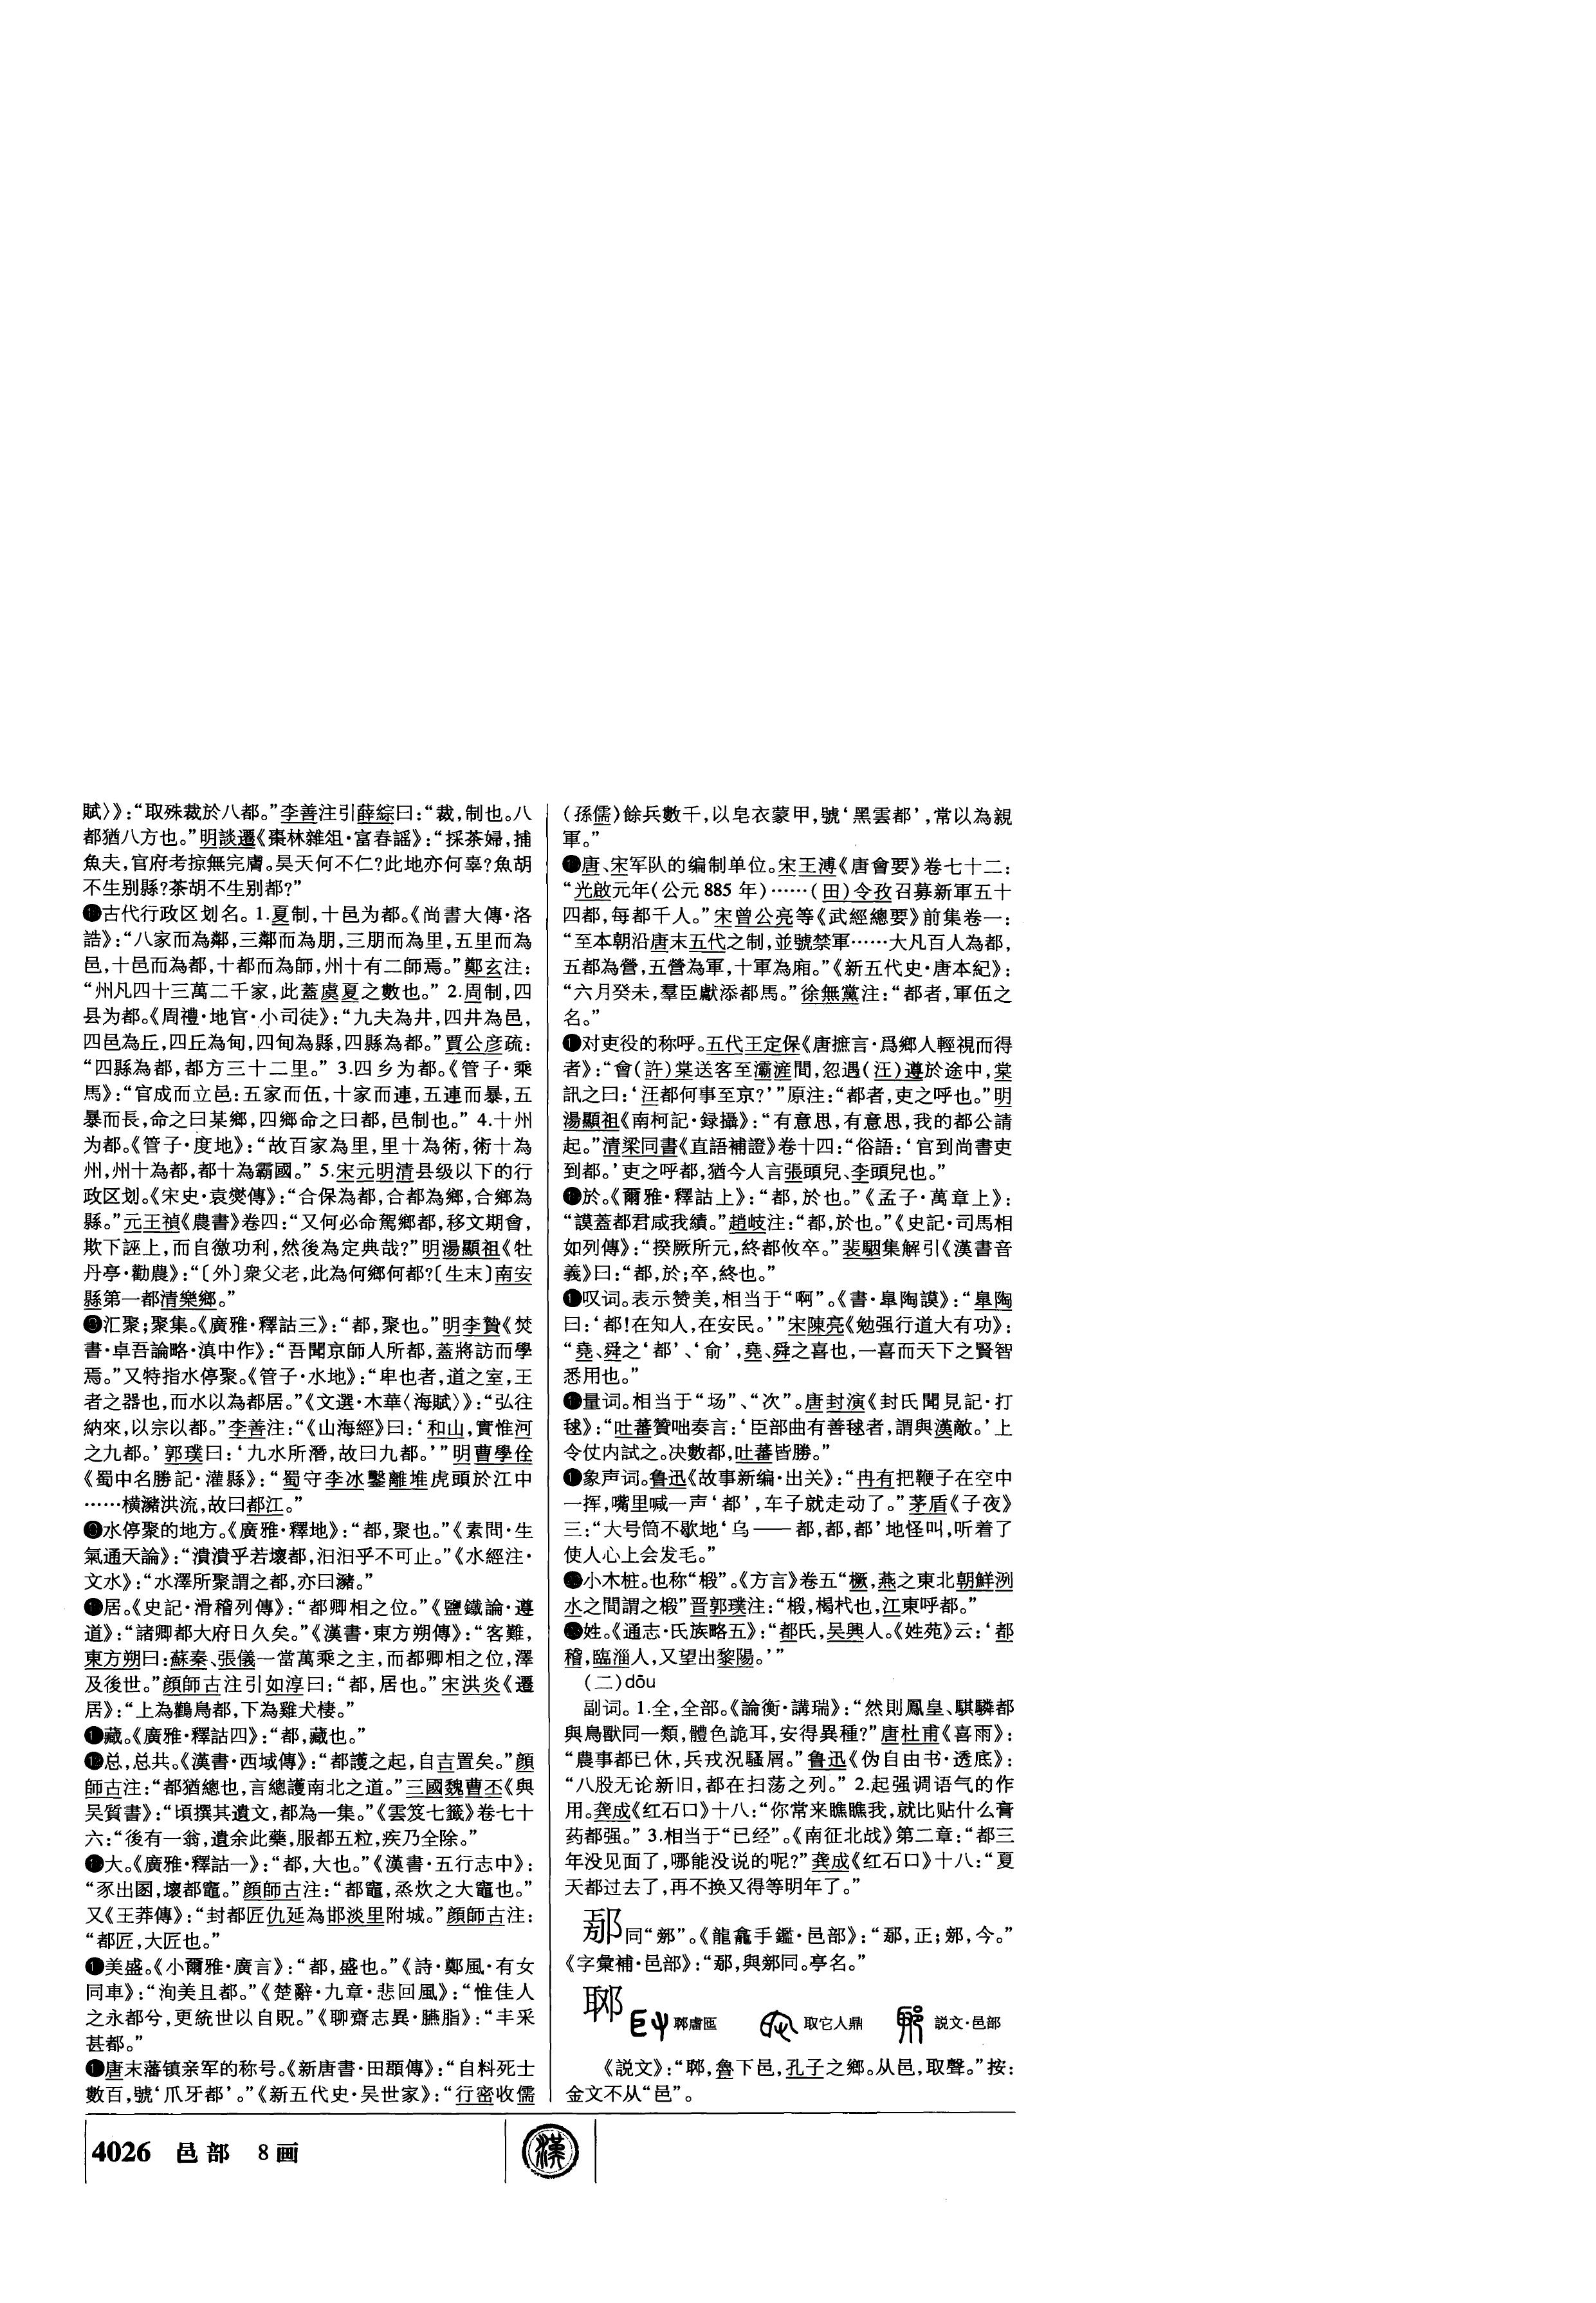 賦〉》：“取殊裁於八都。”李善注引薛綜曰：“裁，制也。八
都猶八方也。”明談遷《棗林雜俎·富春謡》：“採茶婦，捕
魚夫，官府考掠無完膚。昊天何不仁？此地亦何辜？魚胡
不生别縣？茶胡不生别都？”
古代行政区划名。1.夏制，十邑为都。《尚書大傳·洛
誥》：“八家而為鄰，三鄰而為朋，三朋而為里，五里而為
邑，十邑而為都，十都而為師，州十有二師焉。”鄭玄注：
“州凡四十三萬二千家，此蓋虞夏之數也。” 2.周制，四
县为都。《周禮·地官·小司徒》：“九夫為井，四井為邑，
四邑為丘，四丘為甸，四甸為縣，四縣為都。”賈公彦疏：
“四縣為都，都方三十二里。” 3.四乡为都。《管子·乘
馬》：“官成而立邑：五家而伍，十家而連，五連而暴，五
暴而長，命之曰某鄉，四鄉命之曰都，邑制也。” 4.十州
为都。《管子·度地》：“故百家為里，里十為術，術十為
州，州十為都，都十為霸國。” 5.宋元明清县级以下的行
政区划。《宋史·袁燮傳》：“合保為都，合都為鄉，合鄉為
縣。”元王禎《農書》卷四：“又何必命駕鄉都，移文期會，
欺下誣上，而自徼功利，然後為定典哉？”明湯顯祖《牡
丹亭·勸農》：“〔外〕衆父老，此為何鄉何都？〔生末〕南安
縣第一都清樂鄉。”
汇聚；聚集。《廣雅·釋詁三》：“都，聚也。”明李贄《焚
書·卓吾論略·滇中作》：“吾聞京師人所都，蓋將訪而學
焉。”又特指水停聚。《管子·水地》：“卑也者，道之室，王
者之器也，而水以為都居。”《文選·木華〈海賦〉》：“弘往
納來，以宗以都。”李善注：“《山海經》曰：‘和山，實惟河
之九都。’郭璞曰：‘九水所潛，故曰九都。’”明曹學佺
《蜀中名勝記·灌縣》：“蜀守李冰鑿離堆虎頭於江中
……横瀦洪流，故曰都江。”
水停聚的地方。《廣雅·釋地》：“都，聚也。”《素問·生
氣通天論》：“潰潰乎若壞都，汩汩乎不可止。”《水經注·
文水》：“水澤所聚謂之都，亦曰瀦。”
居。《史記·滑稽列傳》：“都卿相之位。”《鹽鐵論·遵
道》：“諸卿都大府日久矣。”《漢書·東方朔傳》：“客難，
東方朔曰：蘇秦、張儀一當萬乘之主，而都卿相之位，澤
及後世。”顔師古注引如淳曰：“都，居也。”宋洪炎《遷
居》：“上為鸛鳥都，下為雞犬棲。”
藏。《廣雅·釋詁四》：“都，藏也。”
总，总共。《漢書·西域傳》：“都護之起，自吉置矣。”顔
師古注：“都猶總也，言總護南北之道。”三國魏曹丕《與
吴質書》：“頃撰其遺文，都為一集。”《雲笈七籤》卷七十
六：“後有一翁，遺余此藥，服都五粒，疾乃全除。”
大。《廣雅·釋詁一》：“都，大也。”《漢書·五行志中》：
“豕出圂，壞都竈。”顔師古注：“都竈，烝炊之大竈也。”
又《王莽傳》：“封都匠仇延為邯淡里附城。”顔師古注：
“都匠，大匠也。”
美盛。《小爾雅·廣言》：“都，盛也。”《詩·鄭風·有女
同車》：“洵美且都。”《楚辭·九章·悲回風》：“惟佳人
之永都兮，更統世以自貺。”《聊齋志異·臙脂》：“丰采
甚都。”
唐末藩镇亲军的称号。《新唐書·田頵傳》：“自料死士
數百，號‘爪牙都’。”《新五代史·吴世家》：“行密收儒
（孫儒）餘兵數千，以皂衣蒙甲，號‘黑雲都’，常以為親
軍。”
唐、宋军队的编制单位。宋王溥《唐會要》卷七十二：
“光啟元年（公元885年）……（田）令孜召募新軍五十
四都，每都千人。”宋曾公亮等《武經總要》前集卷一：
“至本朝沿唐末五代之制，並號禁軍……大凡百人為都，
五都為營，五營為軍，十軍為廂。”《新五代史·唐本紀》：
“六月癸未，羣臣獻添都馬。”徐無黨注：“都者，軍伍之
名。”
对吏役的称呼。五代王定保《唐摭言·爲鄉人輕視而得
者》：“會（許）棠送客至灞滻間，忽遇（汪）遵於途中，棠
訊之曰：‘汪都何事至京？’”原注：“都者，吏之呼也。”明
湯顯祖《南柯記·録攝》：“有意思，有意思，我的都公請
起。”清梁同書《直語補證》卷十四：“俗語：‘官到尚書吏
到都。’吏之呼都，猶今人言張頭兒、李頭兒也。”
於。《爾雅·釋詁上》：“都，於也。”《孟子·萬章上》：
“謨蓋都君咸我績。”趙岐注：“都，於也。”《史記·司馬相
如列傳》：“揆厥所元，終都攸卒。”裴駰集解引《漢書音
義》曰：“都，於；卒，終也。”
叹词。表示赞美，相当于“啊”。《書·臯陶謨》：“臯陶
曰：‘都！在知人，在安民。’”宋陳亮《勉强行道大有功》：
“堯、舜之‘都’、‘俞’，堯、舜之喜也，一喜而天下之賢智
悉用也。”
量词。相当于“场”、“次”。唐封演《封氏聞見記·打
毬》：“吐蕃贊咄奏言：‘臣部曲有善毬者，請與漢敵。’上
令仗内試之。决數都，吐蕃皆勝。”
象声词。鲁迅《故事新编·出关》：“冉有把鞭子在空中
一挥，嘴里喊一声‘都’，车子就走动了。”茅盾《子夜》
三：“大号筒不歇地‘乌——都，都，都’地怪叫，听着了
使人心上会发毛。”
小木桩。也称“椴”。《方言》卷五“橛，燕之東北朝鮮洌
水之間謂之椴”晋郭璞注：“椴，楬杙也，江東呼都。”
姓。《通志·氏族略五》：“都氏，吴興人。《姓苑》云：‘都
稽，臨淄人，又望出黎陽。’”
（二）dōu
副词。1.全，全部。《論衡·講瑞》：“然則鳳皇、騏驎都
與鳥獸同一類，體色詭耳，安得異種？”唐杜甫《喜雨》：
“農事都已休，兵戎況騷屑。”鲁迅《伪自由书·透底》：
“八股无论新旧，都在扫荡之列。” 2.起强调语气的作
用。龚成《红石口》十八：“你常来瞧瞧我，就比贴什么膏
药都强。” 3.相当于“已经”。《南征北战》第二章：“都三
年没见面了，哪能没说的呢？”龚成《红石口》十八：“夏
天都过去了，再不换又得等明年了。”
同“”。《龍龕手鑑·邑部》：“，正；，今。”
《字彙補·邑部》：“，與同。亭名。”
郰 郰膚匜 取它人鼎 説文·邑部
《説文》：“郰，魯下邑，孔子之鄉。从邑，取聲。”按：
金文不从“邑”。
4026 邑部 8画
漢